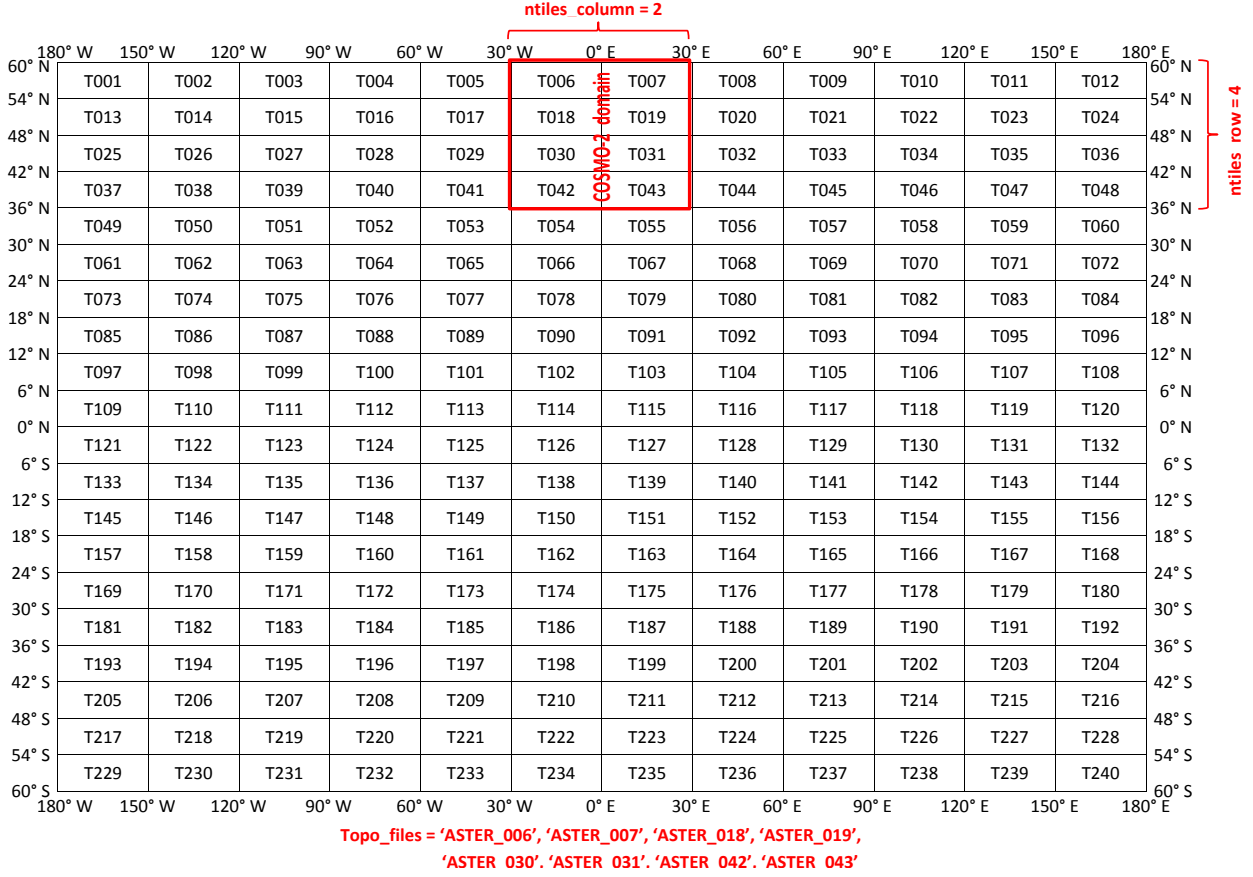 ntiles_column = 2
180° W 150° W 120° W 90° W 60° W 30° W 0° E 30° E 60° E 90° E 120° E 150° E 180° E
60° N 60° N
T001 T002 T003 T004 T005 T006 T007 T008 T009 T010 T011 T012
54° N 54° N
T013 T014 T015 T016 T017 T018 T019 T020 T021 T022 T023 T024
48° N 48° N
T025 T026 T027 T028 T029 T030 T031 T032 T033 T034 T035 T036
42° N 42° N
T037 T038 T039 T040 T041 T042 T043 T044 T045 T046 T047 T048
36° N 36° N
COSMO-2 domain
ntiles_row = 4
T049 T050 T051 T052 T053 T054 T055 T056 T057 T058 T059 T060
30° N 30° N
T061 T062 T063 T064 T065 T066 T067 T068 T069 T070 T071 T072
24° N 24° N
T073 T074 T075 T076 T077 T078 T079 T080 T081 T082 T083 T084
18° N 18° N
T085 T086 T087 T088 T089 T090 T091 T092 T093 T094 T095 T096
12° N 12° N
T097 T098 T099 T100 T101 T102 T103 T104 T105 T106 T107 T108
6° N 6° N
T109 T110 T111 T112 T113 T114 T115 T116 T117 T118 T119 T120
0° N 0° N
T121 T122 T123 T124 T125 T126 T127 T128 T129 T130 T131 T132
6° S 6° S
T133 T134 T135 T136 T137 T138 T139 T140 T141 T142 T143 T144
12° S 12° S
T145 T146 T147 T148 T149 T150 T151 T152 T153 T154 T155 T156
18° S 18° S
T157 T158 T159 T160 T161 T162 T163 T164 T165 T166 T167 T168
24° S 24° S
T169 T170 T171 T172 T173 T174 T175 T176 T177 T178 T179 T180
30° S 30° S
T181 T182 T183 T184 T185 T186 T187 T188 T189 T190 T191 T192
36° S 36° S
T193 T194 T195 T196 T197 T198 T199 T200 T201 T202 T203 T204
42° S 42° S
T205 T206 T207 T208 T209 T210 T211 T212 T213 T214 T215 T216
48° S 48° S
T217 T218 T219 T220 T221 T222 T223 T224 T225 T226 T227 T228
54° S 54° S
T229 T230 T231 T232 T233 T234 T235 T236 T237 T238 T239 T240
60° S 60° S
180° W 150° W 120° W 90° W 60° W 30° W 0° E 30° E 60° E 90° E 120° E 150° E 180° E
Topo_files = ‘ASTER_006’, ‘ASTER_007’, ‘ASTER_018’, ‘ASTER_019’,
‘ASTER_030’, ‘ASTER_031’, ‘ASTER_042’, ‘ASTER_043’